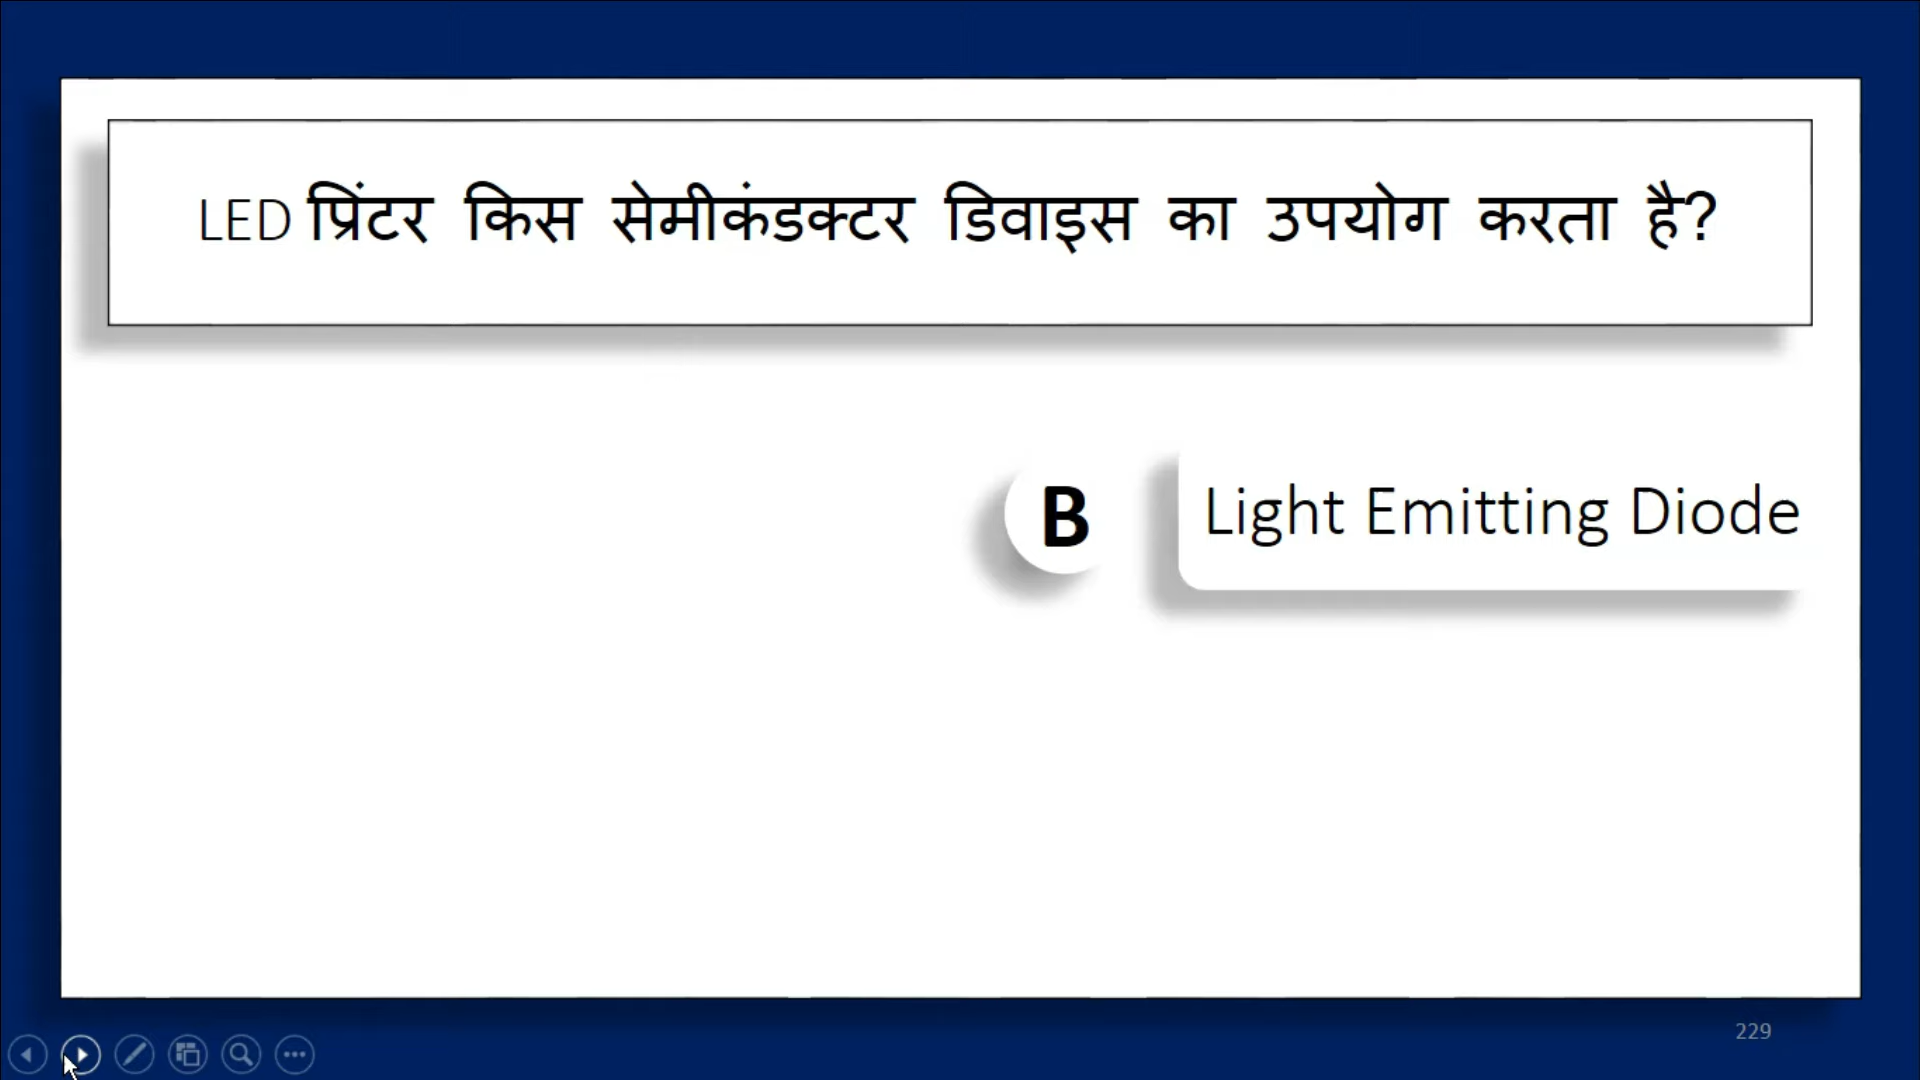 LED प्रिंटर किस सेमीकंडक्टर डिवाइस का उपयोग करता है?
B Light Emitting Diode
229